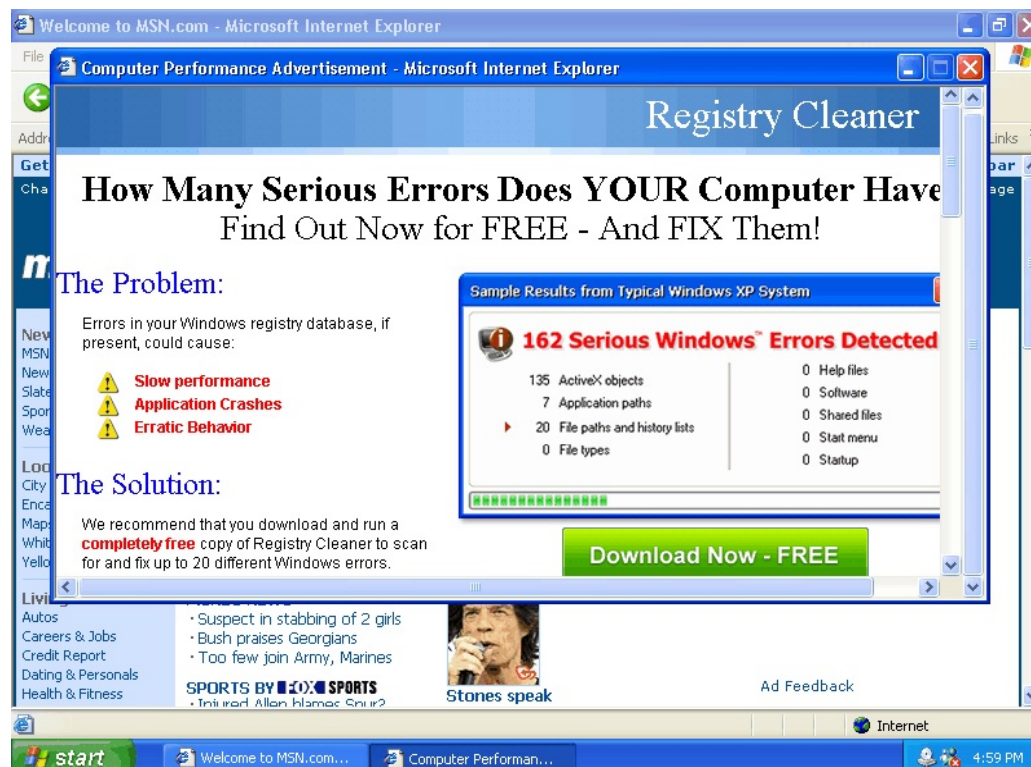 Welcome to MSN.com - Microsoft Internet Explorer
File
Computer Performance Advertisement - Microsoft Internet Explorer
Links
Registry Cleaner
Get
How Many Serious Errors Does YOUR Computer Have
Find Out Now for FREE - And FIX Them!
The Problem:
Errors in your Windows registry database, if
present, could cause:
Slow performance
Application Crashes
Erratic Behavior
Sample Results from Typical Windows XP System
162 Serious Windows™ Errors Detected
135 ActiveX objects
7 Application paths
20 File paths and history lists
0 File types
0 Help files
0 Software
0 Shared files
0 Start menu
0 Startup
The Solution:
We recommend that you download and run a
completely free copy of Registry Cleaner to scan
for and fix up to 20 different Windows errors.
Download Now - FREE
MSN
City
Autos
Careers & Jobs
Credit Report
Dating & Personals
Health & Fitness
· Suspect in stabbing of 2 girls
· Bush praises Georgians
· Too few join Army, Marines
SPORTS BY FOX SPORTS
· Injured Allen blames Spur?
Stones speak
Ad Feedback
Internet
start
Welcome to MSN.com...
Computer Performan...
4:59 PM